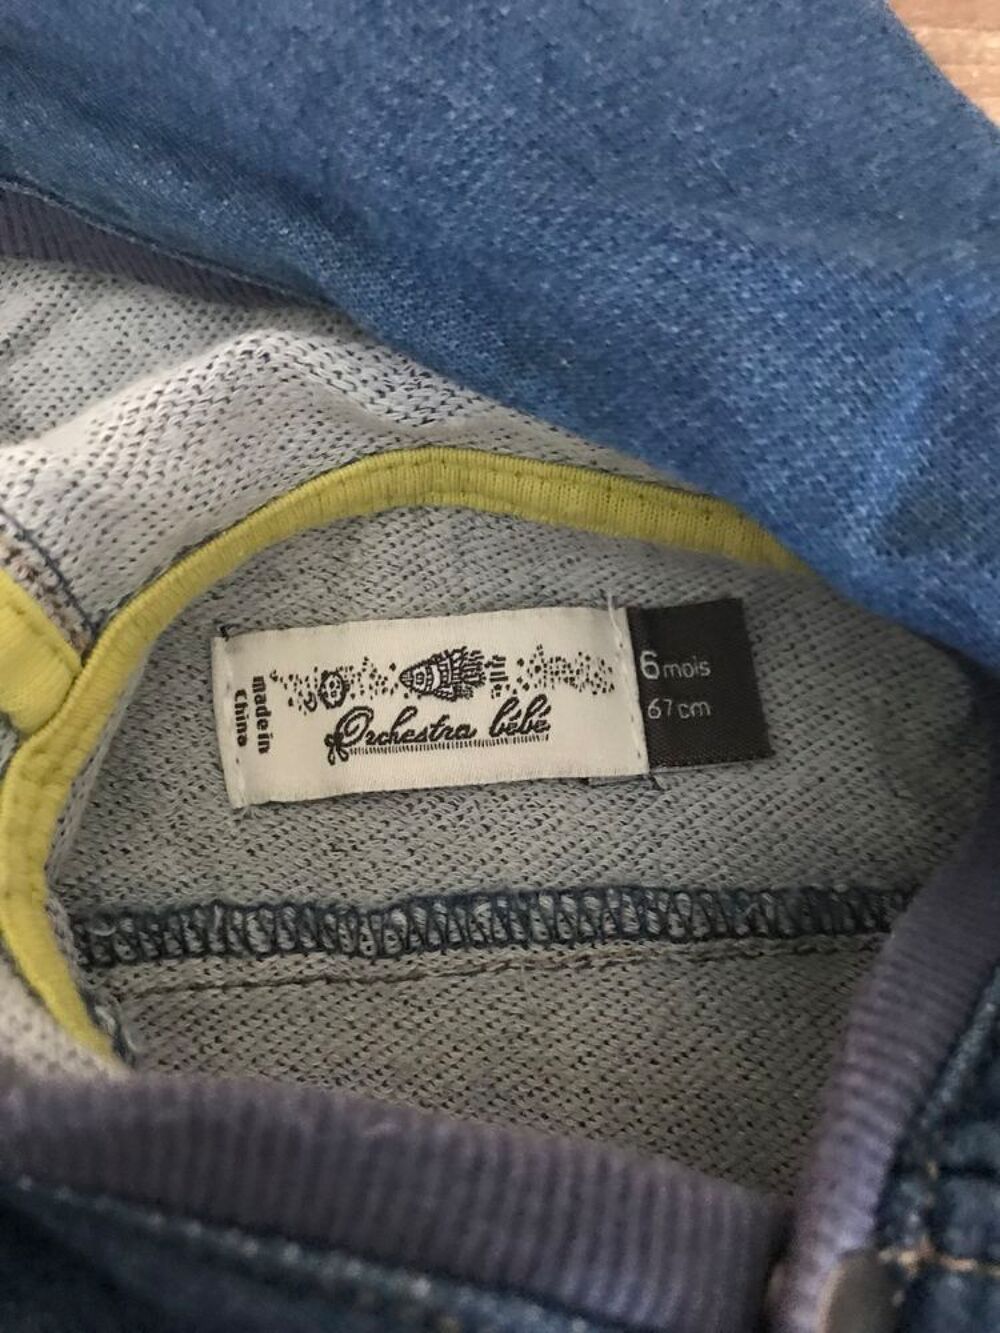 made in
China
Orchestra bébé
6 mois
67 cm